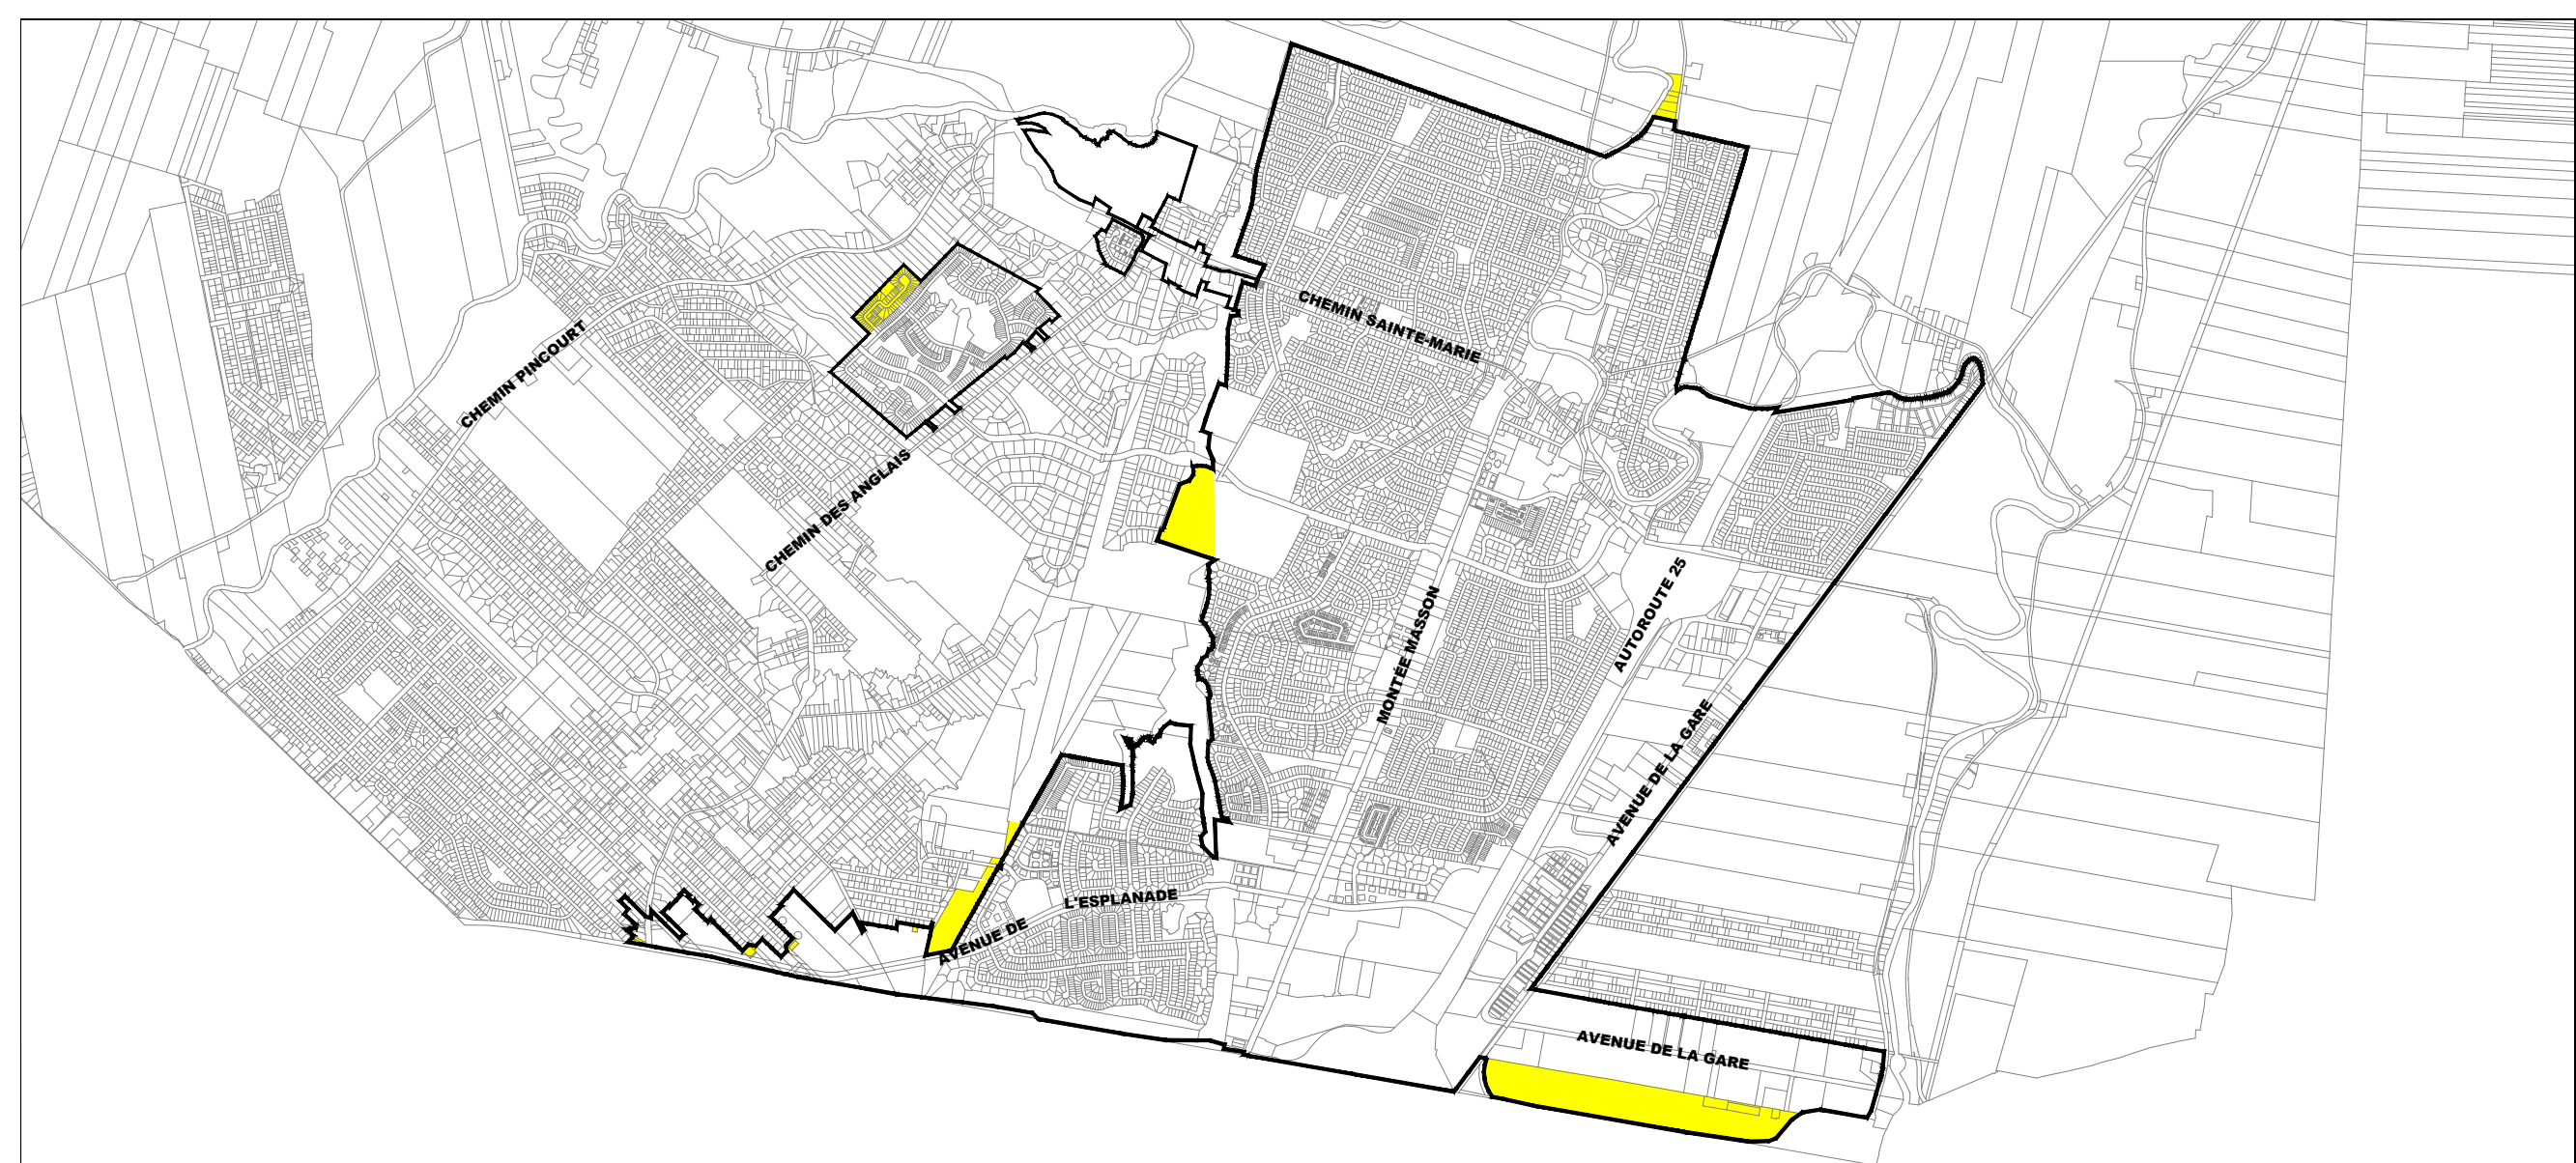 CHEMIN SAINTE-MARIE
CHEMIN PINCOURT
CHEMIN DES ANGLAIS
AUTOROUTE 25
MONTÉE MASSON
AVENUE DE LA GARE
AVENUE DE
L'ESPLANADE
AVENUE DE LA GARE